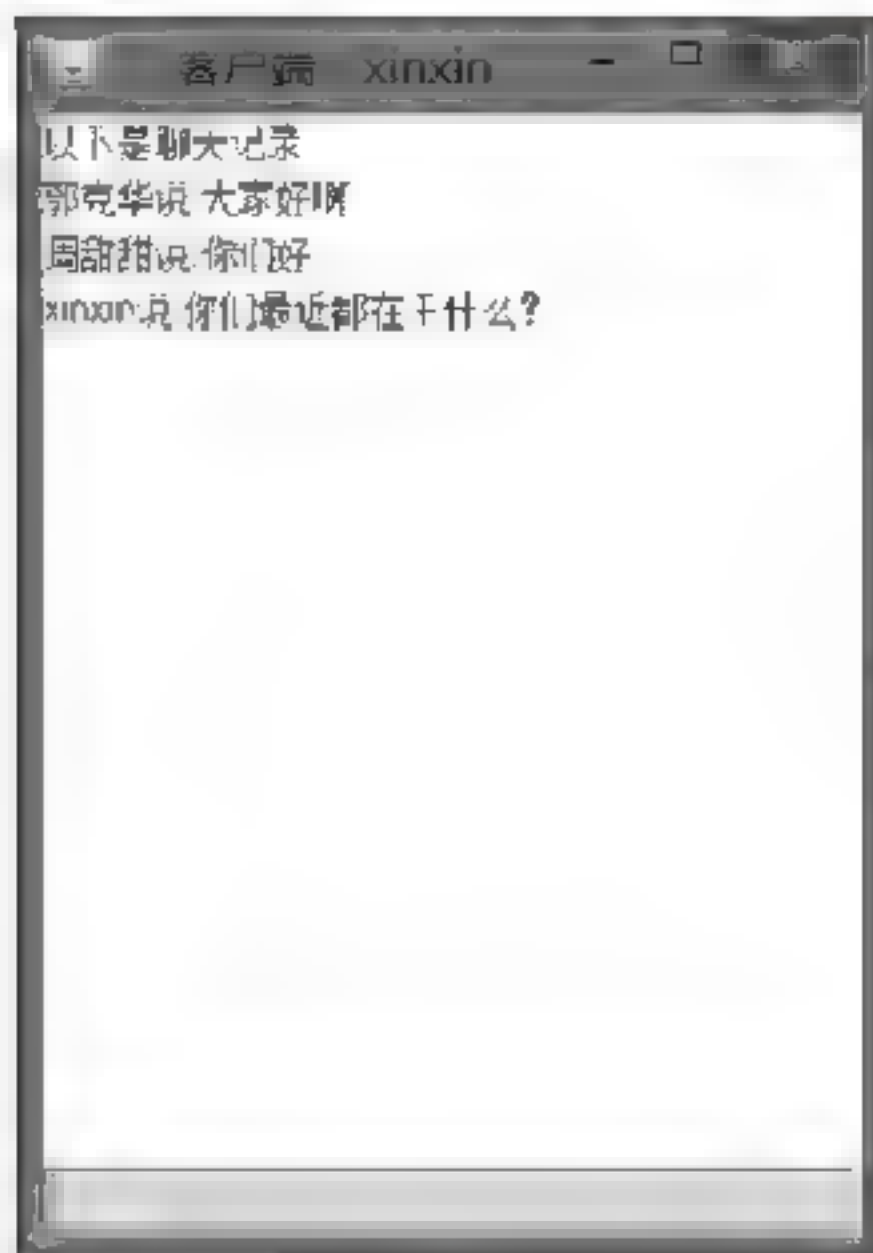 客户端 xinxin
以下是聊天记录
郭克华说 大家好啊
周甜甜说 你们好
xinxin说 你们最近都在干什么?